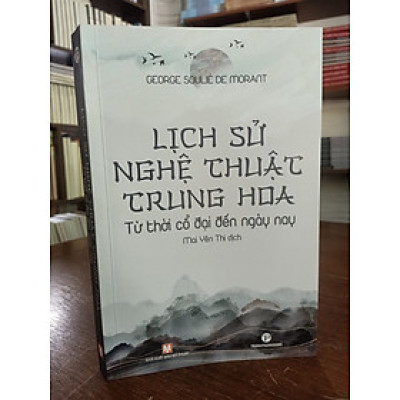 GEORGE SOULIÉ DE MORANT
LỊCH SỬ
NGHỆ THUẬT
TRUNG HOA
Từ thời cổ đại đến ngày nay
Mai Yên Thi dịch